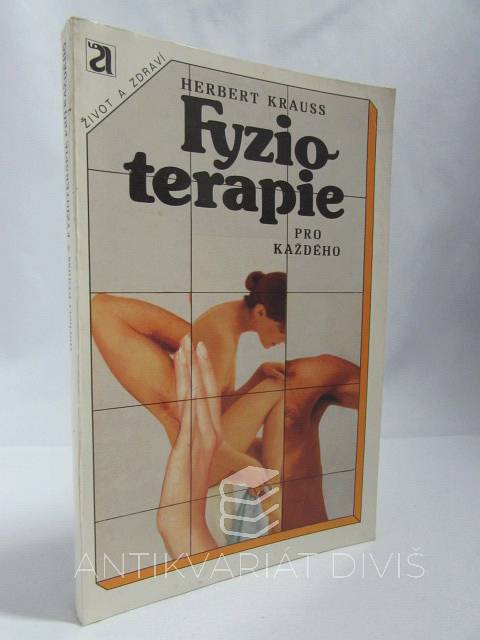 ŽIVOT A ZDRAVÍ
HERBERT KRAUSS
Fyzio-
terapie
PRO
KAŽDÉHO
ANTIKVARIÁT DIVIŠ